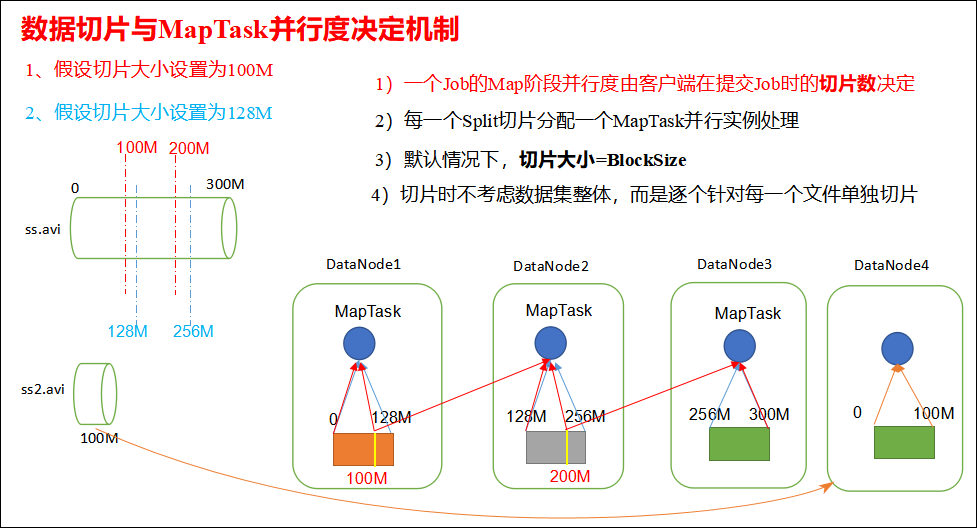 数据切片与MapTask并行度决定机制
1、假设切片大小设置为100M
2、假设切片大小设置为128M
1）一个Job的Map阶段并行度由客户端在提交Job时的切片数决定
2）每一个Split切片分配一个MapTask并行实例处理
3）默认情况下，切片大小=BlockSize
4）切片时不考虑数据集整体，而是逐个针对每一个文件单独切片
100M 200M
0 300M
ss.avi
128M 256M
ss2.avi
100M
DataNode1
MapTask
0 128M
100M
DataNode2
MapTask
128M 256M
200M
DataNode3
MapTask
256M 300M
DataNode4
0 100M